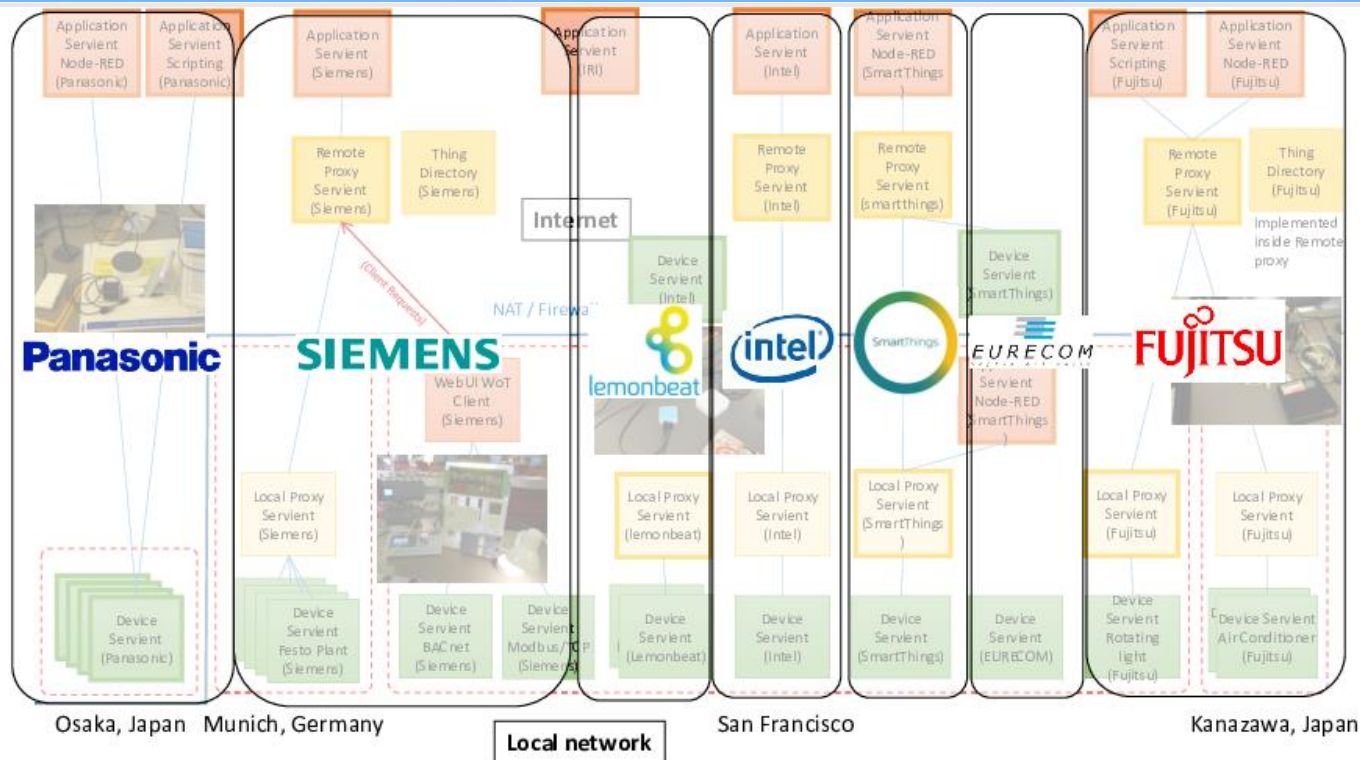 Application
Servient
Node-RED
(Panasonic)
Application
Servient
Scripting
(Panasonic)
Application
Servient
(Siemens)
Application
Servient
(IRI)
Application
Servient
(Intel)
Application
Servient
Node-RED
(SmartThings
)
Application
Servient
Scripting
(Fujitsu)
Application
Servient
Node-RED
(Fujitsu)
Remote
Proxy
Servient
(Siemens)
Thing
Directory
(Siemens)
Remote
Proxy
Servient
(Intel)
Remote
Proxy
Servient
(smartthings)
Remote
Proxy
Servient
(Fujitsu)
Thing
Directory
(Fujitsu)
Implemented
inside Remote
proxy
Internet
Device
Servient
(Intel)
Device
Servient
(SmartThings)
(Client Requests)
NAT /
Panasonic
SIEMENS
lemonbeat
intel
SmartThings
EURECOM
FUJITSU
WebUI WoT
Client
(Siemens)
Servient
Node-RED
(SmartThings
)
Local Proxy
Servient
(Siemens)
Local Proxy
Servient
(lemonbeat)
Local Proxy
Servient
(Intel)
Local Proxy
Servient
(SmartThings
)
Local Proxy
Servient
(Fujitsu)
Local Proxy
Servient
(Fujitsu)
Device
Servient
(Panasonic)
Device
Servient
Festo Plant
(Siemens)
Device
Servient
BACnet
(Siemens)
Device
Servient
Modbus/TCP
(Siemens)
Device
Servient
(Lemonbeat)
Device
Servient
(Intel)
Device
Servient
(SmartThings)
Device
Servient
(EURECOM)
Device
Servient
Rotating
light
(Fujitsu)
Device Servient
AirConditioner
(Fujitsu)
Osaka, Japan
Munich, Germany
San Francisco
Kanazawa, Japan
Local network